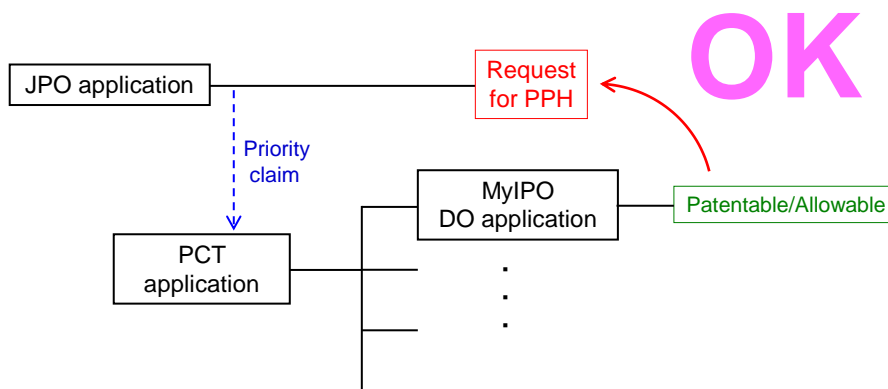 OK
JPO application
Request
for PPH
Priority
claim
MyIPO
DO application
Patentable/Allowable
PCT
application